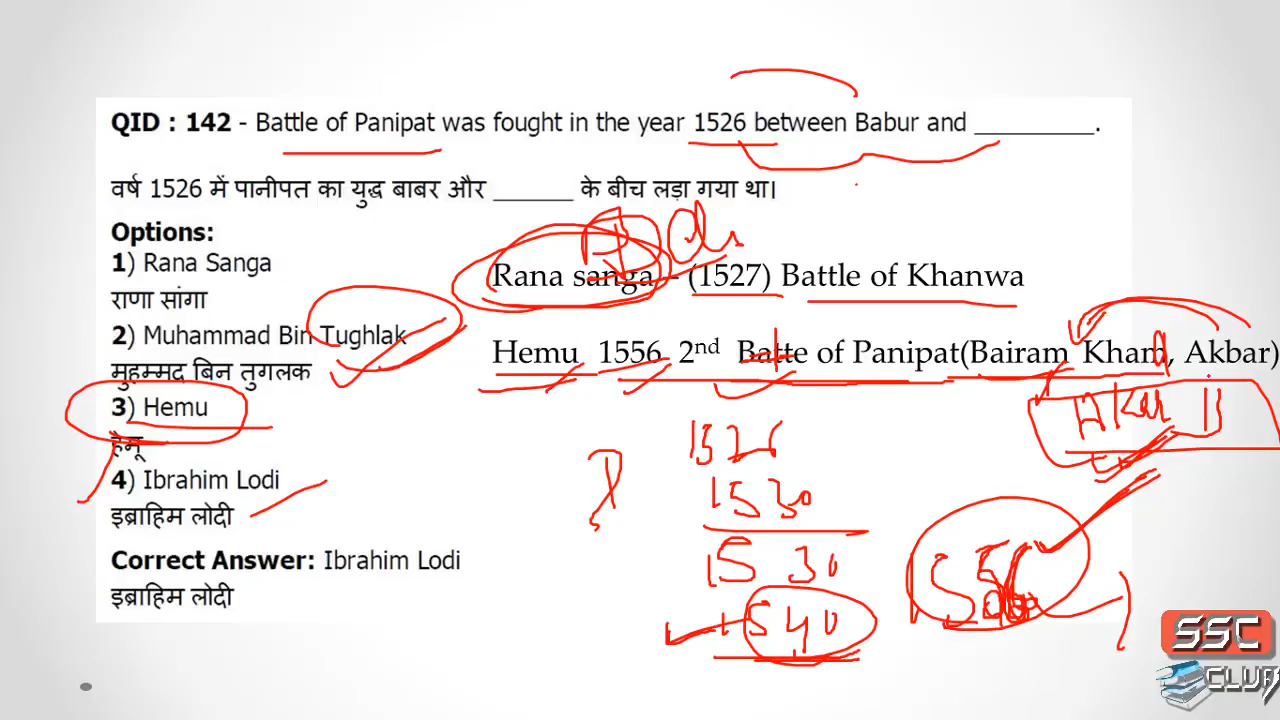 QID : 142 - Battle of Panipat was fought in the year 1526 between Babur and __________.
वर्ष 1526 में पानीपत का युद्ध बाबर और ______ के बीच लड़ा गया था।
Options:
1) Rana Sanga
राणा सांगा
2) Muhammad Bin Tughlak
मुहम्मद बिन तुगलक
3) Hemu
हेमू
4) Ibrahim Lodi
इब्राहिम लोदी
Correct Answer: Ibrahim Lodi
इब्राहिम लोदी
Rana sanga – (1527) Battle of Khanwa
Hemu 1556 2nd Batte of Panipat(Bairam Kham, Akbar)
1526
1530
1530
1540
1556
SSC
CLUB